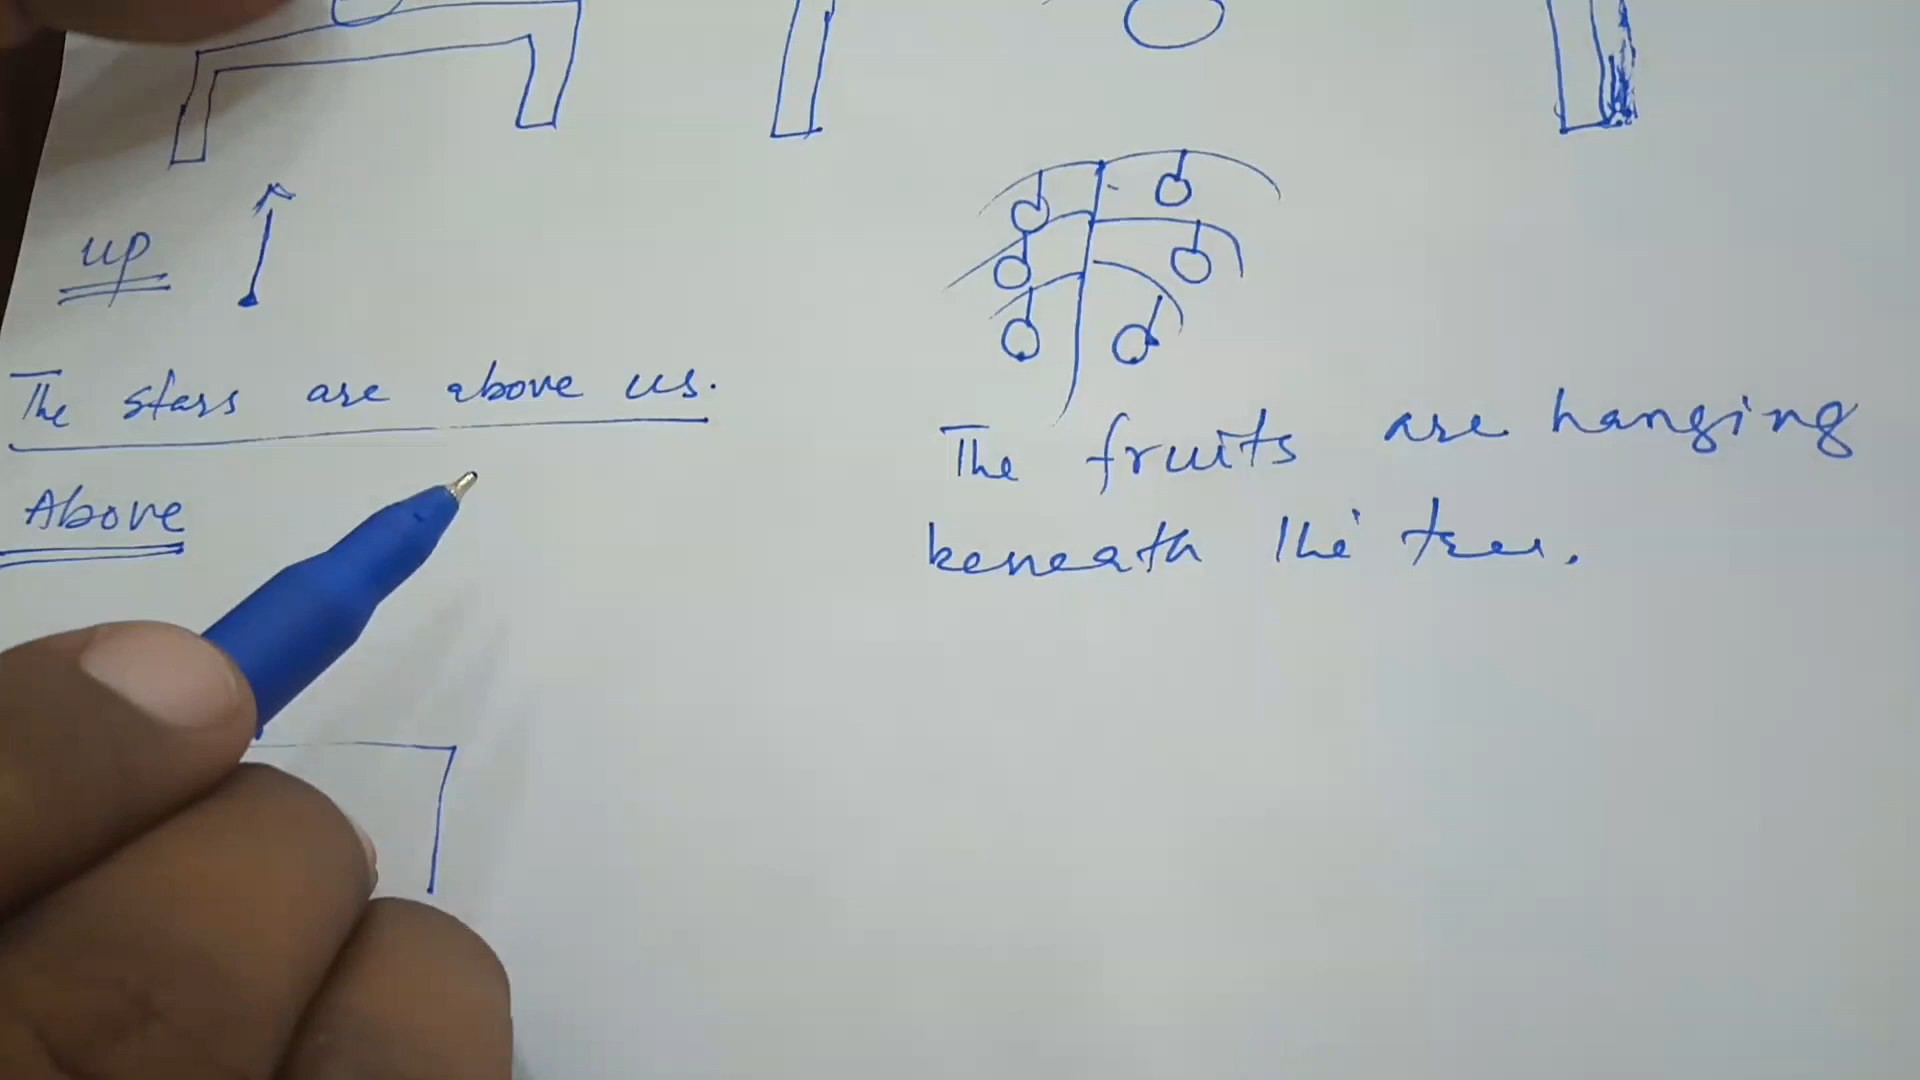 up
The stars are above us.
Above
The fruits are hanging
beneath the tree.